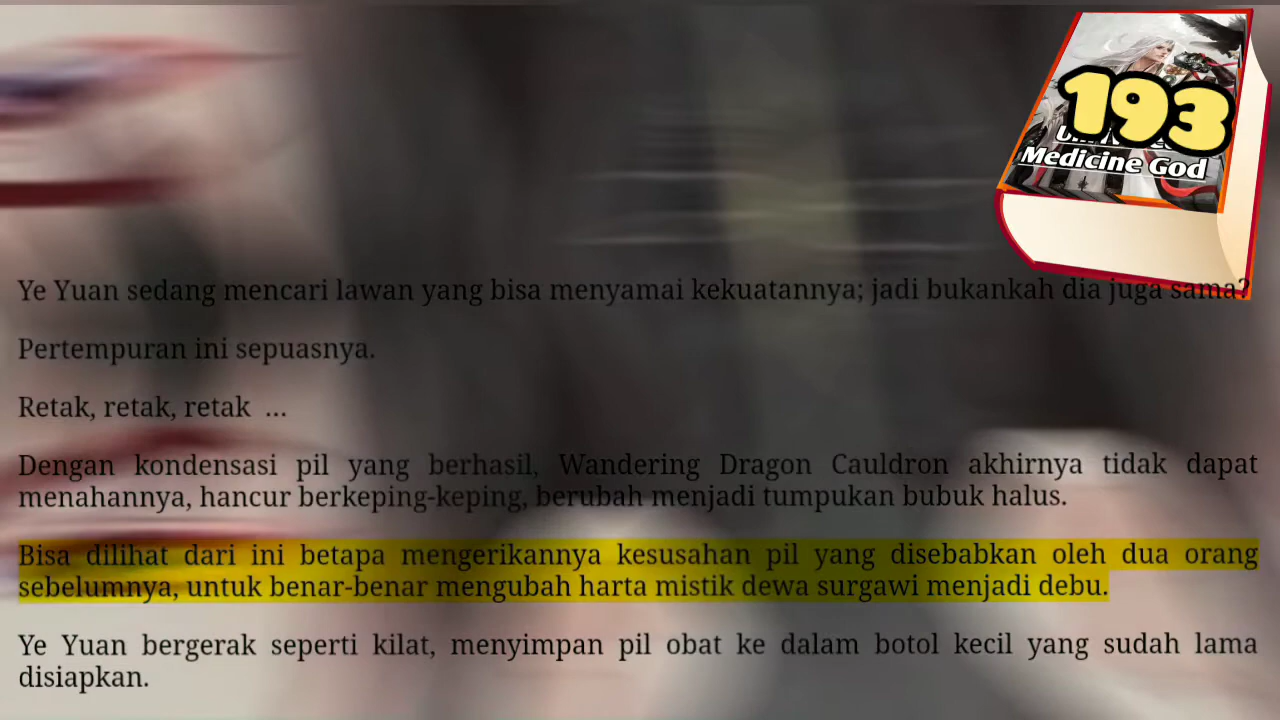 193
Medicine God
Ye Yuan sedang mencari lawan yang bisa menyamai kekuatannya; jadi bukankah dia juga sama?
Pertempuran ini sepuasnya.
Retak, retak, retak ...
Dengan kondensasi pil yang berhasil, Wandering Dragon Cauldron akhirnya tidak dapat
menahannya, hancur berkeping-keping, berubah menjadi tumpukan bubuk halus.
Bisa dilihat dari ini betapa mengerikannya kesusahan pil yang disebabkan oleh dua orang
sebelumnya, untuk benar-benar mengubah harta mistik dewa surgawi menjadi debu.
Ye Yuan bergerak seperti kilat, menyimpan pil obat ke dalam botol kecil yang sudah lama
disiapkan.